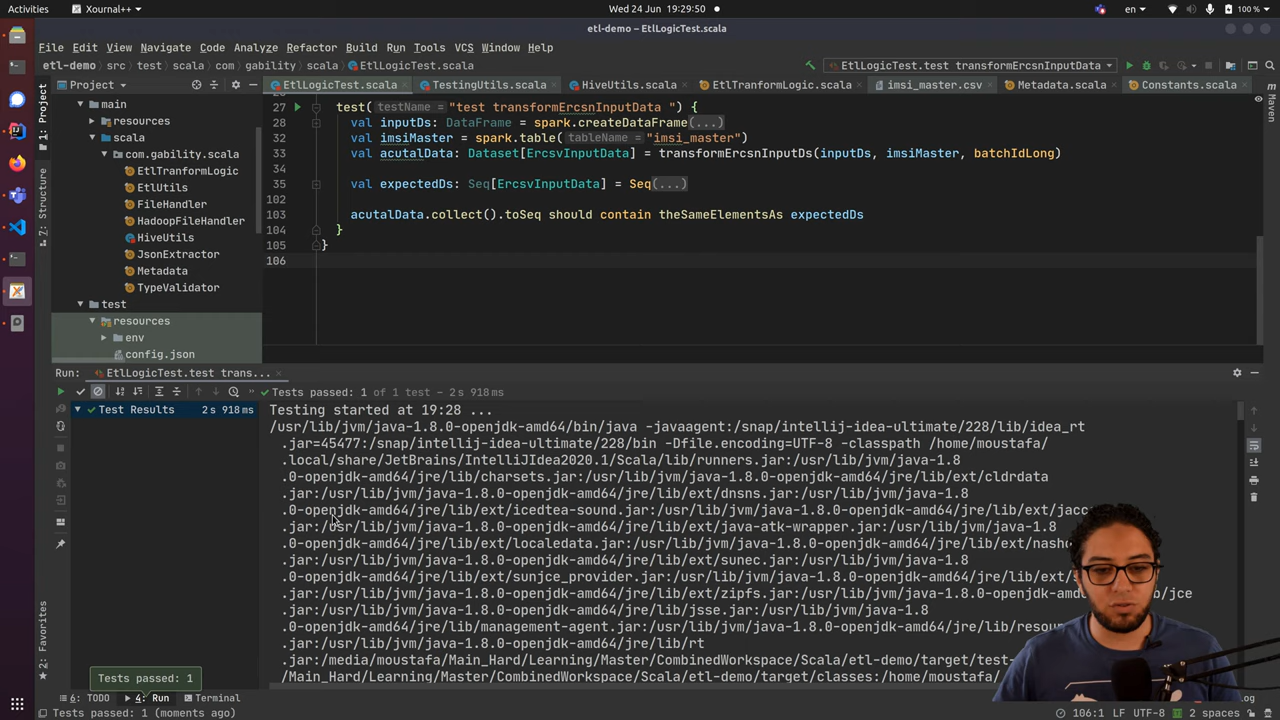 Activities Xournal++ Wed 24 Jun 19:29:50 en 100 %
etl-demo – EtlLogicTest.scala
File Edit View Navigate Code Analyze Refactor Build Run Tools VCS Window Help
etl-demo src test scala com gability scala EtlLogicTest.scala EtlLogicTest.test transformErcsnInputData
Project EtlLogicTest.scala TestingUtils.scala HiveUtils.scala EtlTranformLogic.scala imsi_master.csv Metadata.scala Constants.scala
1: Project
7: Structure
2: Favorites
Maven
main
resources
scala
com.gability.scala
EtlTranformLogic
EtlUtils
FileHandler
HadoopFileHandler
HiveUtils
JsonExtractor
Metadata
TypeValidator
test
resources
env
config.json
27 test( testName = "test transformErcsnInputData ") {
28 val inputDs: DataFrame = spark.createDataFrame(...)
32 val imsiMaster = spark.table( tableName = "imsi_master")
33 val acutalData: Dataset[ErcsvInputData] = transformErcsnInputDs(inputDs, imsiMaster, batchIdLong)
34
35 val expectedDs: Seq[ErcsvInputData] = Seq(...)
102
103 acutalData.collect().toSeq should contain theSameElementsAs expectedDs
104 }
105 }
106
Run: EtlLogicTest.test trans...
Tests passed: 1 of 1 test – 2 s 918 ms
Test Results 2 s 918 ms
Testing started at 19:28 ...
/usr/lib/jvm/java-1.8.0-openjdk-amd64/bin/java -javaagent:/snap/intellij-idea-ultimate/228/lib/idea_rt
.jar=45477:/snap/intellij-idea-ultimate/228/bin -Dfile.encoding=UTF-8 -classpath /home/moustafa/
.local/share/JetBrains/IntelliJIdea2020.1/Scala/lib/runners.jar:/usr/lib/jvm/java-1.8
.0-openjdk-amd64/jre/lib/charsets.jar:/usr/lib/jvm/java-1.8.0-openjdk-amd64/jre/lib/ext/cldrdata
.jar:/usr/lib/jvm/java-1.8.0-openjdk-amd64/jre/lib/ext/dnsns.jar:/usr/lib/jvm/java-1.8
.0-openjdk-amd64/jre/lib/ext/icedtea-sound.jar:/usr/lib/jvm/java-1.8.0-openjdk-amd64/jre/lib/ext/jacc
.jar:/usr/lib/jvm/java-1.8.0-openjdk-amd64/jre/lib/ext/java-atk-wrapper.jar:/usr/lib/jvm/java-1.8
.0-openjdk-amd64/jre/lib/ext/localedata.jar:/usr/lib/jvm/java-1.8.0-openjdk-amd64/jre/lib/ext/nasho
.jar:/usr/lib/jvm/java-1.8.0-openjdk-amd64/jre/lib/ext/sunec.jar:/usr/lib/jvm/java-1.8
.0-openjdk-amd64/jre/lib/ext/sunjce_provider.jar:/usr/lib/jvm/java-1.8.0-openjdk-amd64/jre/lib/ext/
.jar:/usr/lib/jvm/java-1.8.0-openjdk-amd64/jre/lib/ext/zipfs.jar:/usr/lib/jvm/java-1.8.0-openjdk-amd64/jre/lib/jce
.jar:/usr/lib/jvm/java-1.8.0-openjdk-amd64/jre/lib/jsse.jar:/usr/lib/jvm/java-1.8
.0-openjdk-amd64/jre/lib/management-agent.jar:/usr/lib/jvm/java-1.8.0-openjdk-amd64/jre/lib/resou
.jar:/usr/lib/jvm/java-1.8.0-openjdk-amd64/jre/lib/rt
.jar:/media/moustafa/Main_Hard/Learning/Master/CombinedWorkspace/Scala/etl-demo/target/test-
/Main_Hard/Learning/Master/CombinedWorkspace/Scala/etl-demo/target/classes:/home/moustafa/
Tests passed: 1
6: TODO 4: Run Terminal
Tests passed: 1 (moments ago) 106:1 LF UTF-8 2 spaces